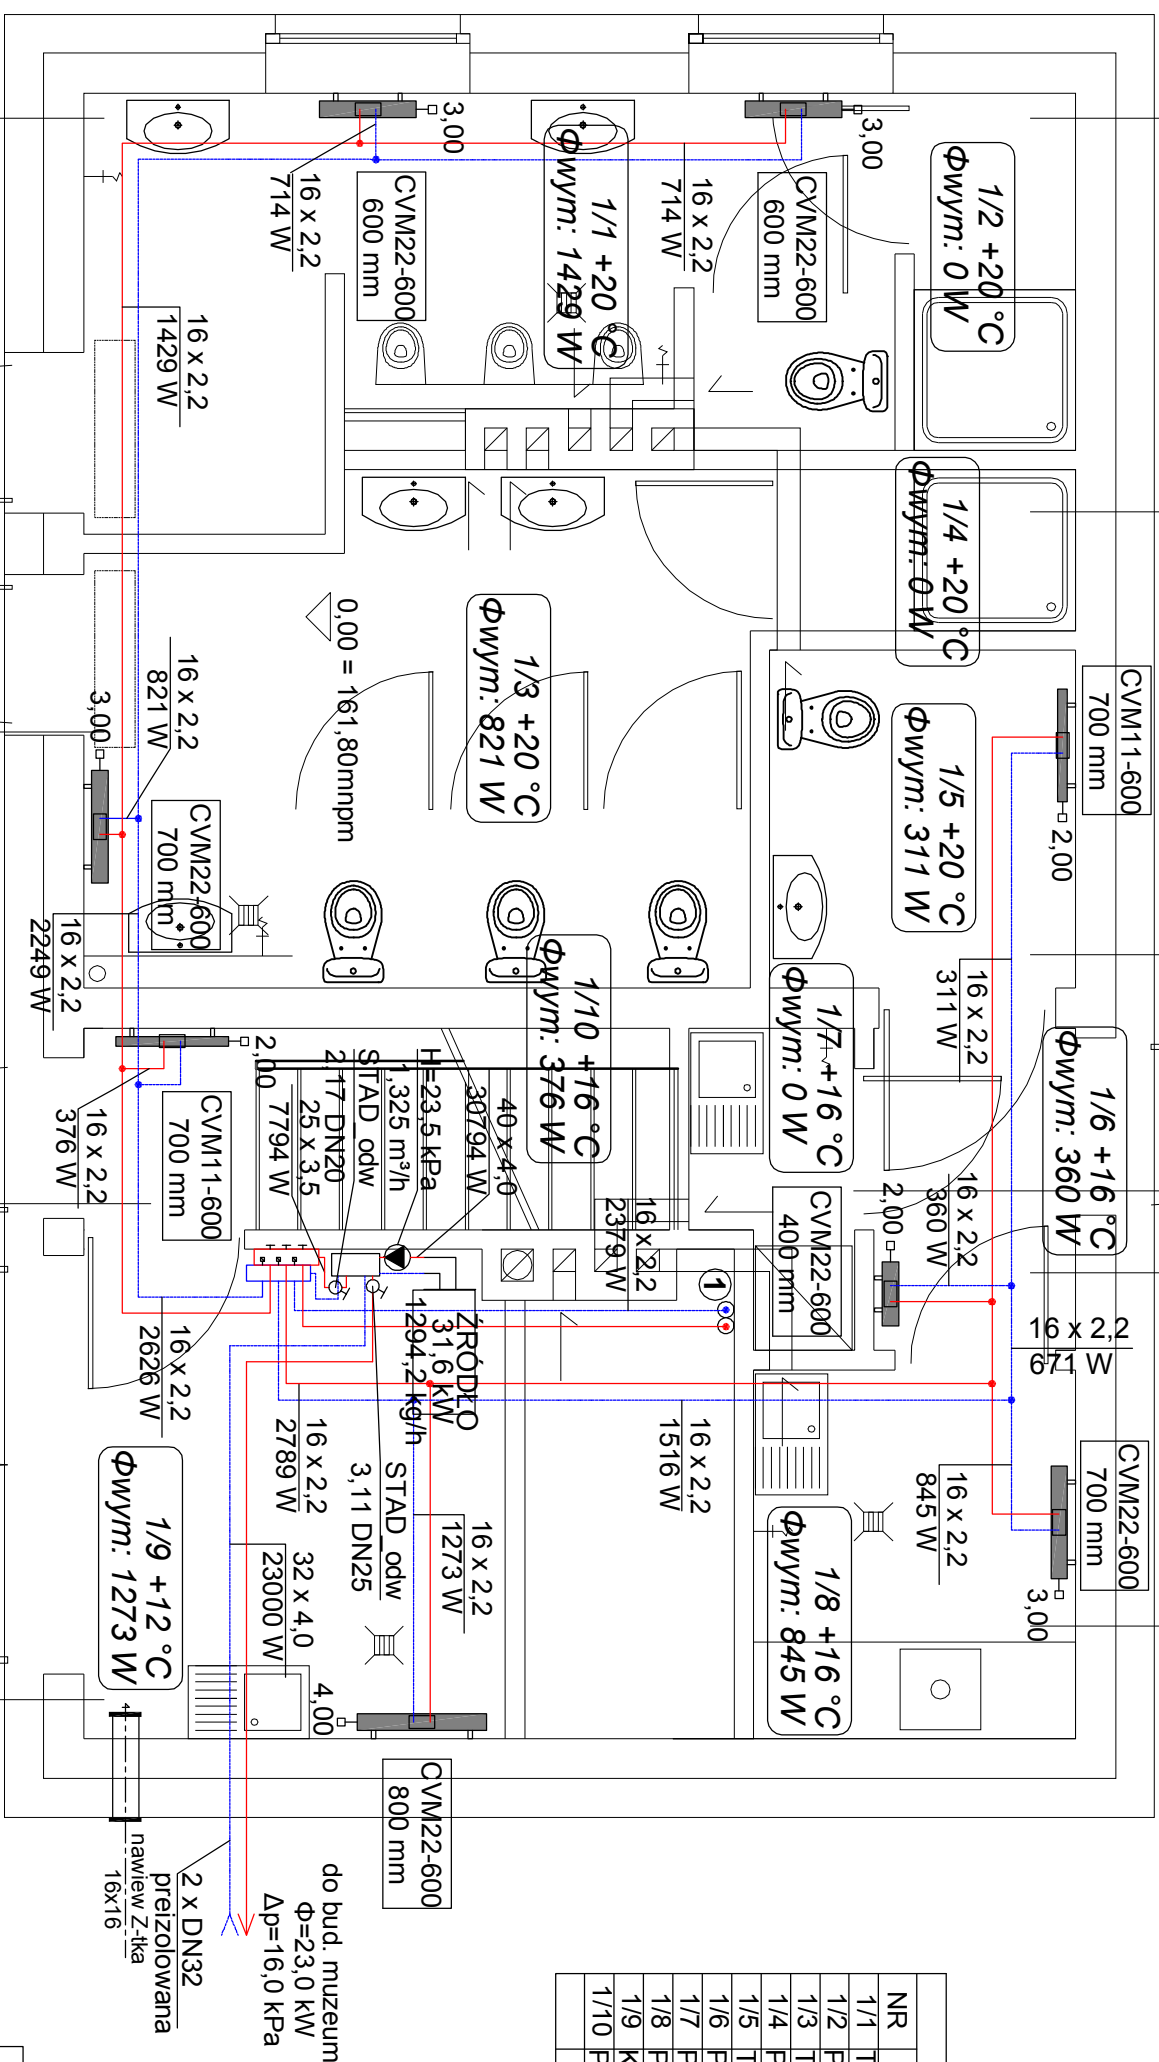 1/2 +20 °C
Φwym: 0 W
3,00
CVM22-600
600 mm
16 x 2,2
714 W
1/1 +20 °C
Φwym: 1429 W
3,00
CVM22-600
600 mm
16 x 2,2
714 W
16 x 2,2
1429 W
1/4 +20 °C
Φwym: 0 W
1/3 +20 °C
Φwym: 821 W
0,00 = 161,80mnpm
16 x 2,2
821 W
3,00
CVM22-600
700 mm
16 x 2,2
2249 W
CVM11-600
700 mm
2,00
1/5 +20 °C
Φwym: 311 W
16 x 2,2
311 W
1/6 +16 °C
Φwym: 360 W
1/7 +16 °C
Φwym: 0 W
1/10 +16 °C
Φwym: 376 W
16 x 2,2
360 W
2,00
CVM22-600
400 mm
16 x 2,2
671 W
16 x 2,2
2379 W
1
40 x 4,0
30794 W
H=23,5 kPa
1,325 m³/h
STAD_odw
2,17 DN20
25 x 3,5
7794 W
2,00
CVM11-600
700 mm
16 x 2,2
376 W
ŹRÓDŁO
31,6 kW
1294,2 kg/h
16 x 2,2
2626 W
16 x 2,2
2789 W
STAD_odw
3,11 DN25
16 x 2,2
1516 W
16 x 2,2
1273 W
16 x 2,2
845 W
CVM22-600
700 mm
3,00
1/8 +16 °C
Φwym: 845 W
32 x 4,0
23000 W
1/9 +12 °C
Φwym: 1273 W
4,00
CVM22-600
800 mm
nawiew Z-tka
16x16
2 x DN32
preizolowana
do bud. muzeum
Φ=23,0 kW
Δp=16,0 kPa
NR
1/1 T
1/2 P
1/3 T
1/4 P
1/5 T
1/6 P
1/7 P
1/8 P
1/9 K
1/10 P